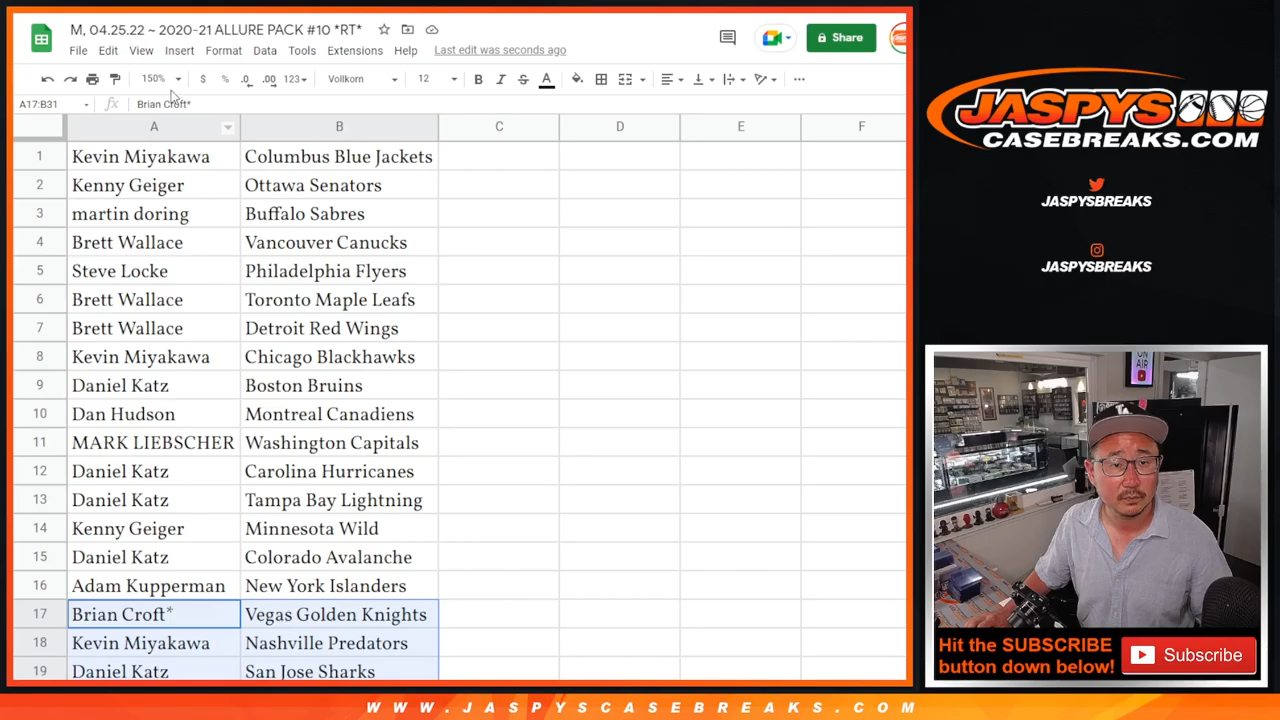 M, 04.25.22 ~ 2020-21 ALLURE PACK #10 *RT*
File Edit View Insert Format Data Tools Extensions Help Last edit was seconds ago
Share
150% $ % .0 .00 123 Vollkorn 12 B I S A
A17:B31 fx Brian Croft*
A B C D E F
1 Kevin Miyakawa Columbus Blue Jackets
2 Kenny Geiger Ottawa Senators
3 martin doring Buffalo Sabres
4 Brett Wallace Vancouver Canucks
5 Steve Locke Philadelphia Flyers
6 Brett Wallace Toronto Maple Leafs
7 Brett Wallace Detroit Red Wings
8 Kevin Miyakawa Chicago Blackhawks
9 Daniel Katz Boston Bruins
10 Dan Hudson Montreal Canadiens
11 MARK LIEBSCHER Washington Capitals
12 Daniel Katz Carolina Hurricanes
13 Daniel Katz Tampa Bay Lightning
14 Kenny Geiger Minnesota Wild
15 Daniel Katz Colorado Avalanche
16 Adam Kupperman New York Islanders
17 Brian Croft* Vegas Golden Knights
18 Kevin Miyakawa Nashville Predators
19 Daniel Katz San Jose Sharks
JASPYS
CASEBREAKS.COM
JASPYSBREAKS
JASPYSBREAKS
ON
AIR
Hit the SUBSCRIBE
button down below!
Subscribe
WWW.JASPYSCASEBREAKS.COM